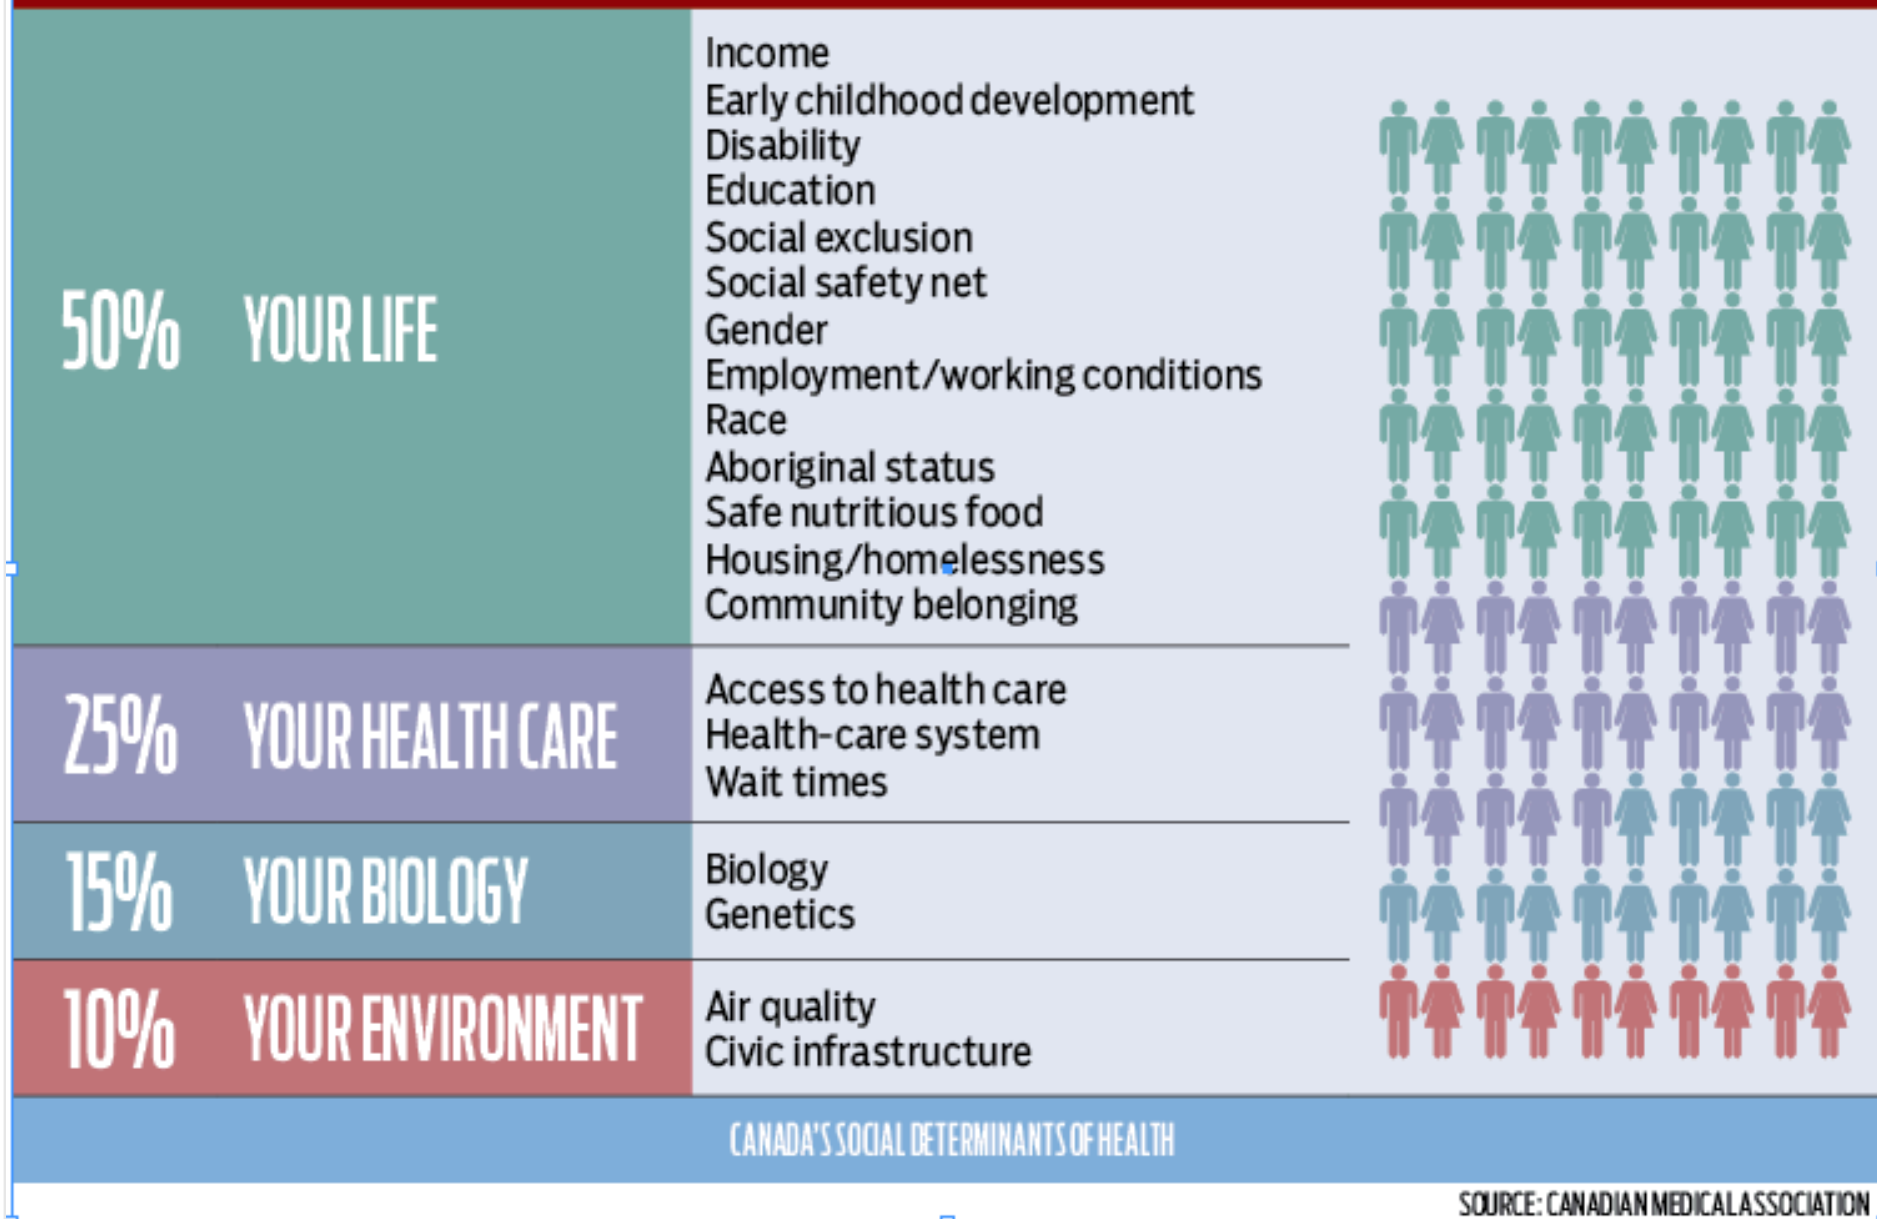 50% YOUR LIFE
Income
Early childhood development
Disability
Education
Social exclusion
Social safety net
Gender
Employment/working conditions
Race
Aboriginal status
Safe nutritious food
Housing/homelessness
Community belonging
25% YOUR HEALTH CARE
Access to health care
Health-care system
Wait times
15% YOUR BIOLOGY
Biology
Genetics
10% YOUR ENVIRONMENT
Air quality
Civic infrastructure
CANADA'S SOCIAL DETERMINANTS OF HEALTH
SOURCE: CANADIAN MEDICAL ASSOCIATION